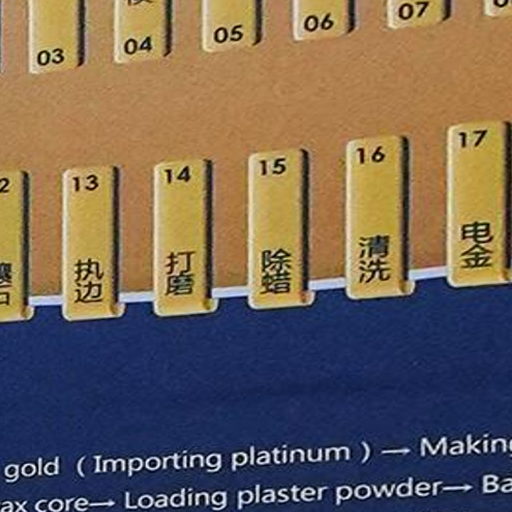 03
04
05
06
07
13
执边
14
打磨
15
除蜡
16
清洗
17
电金
gold （Importing platinum）→ Making
ax core→ Loading plaster powder→ Ba